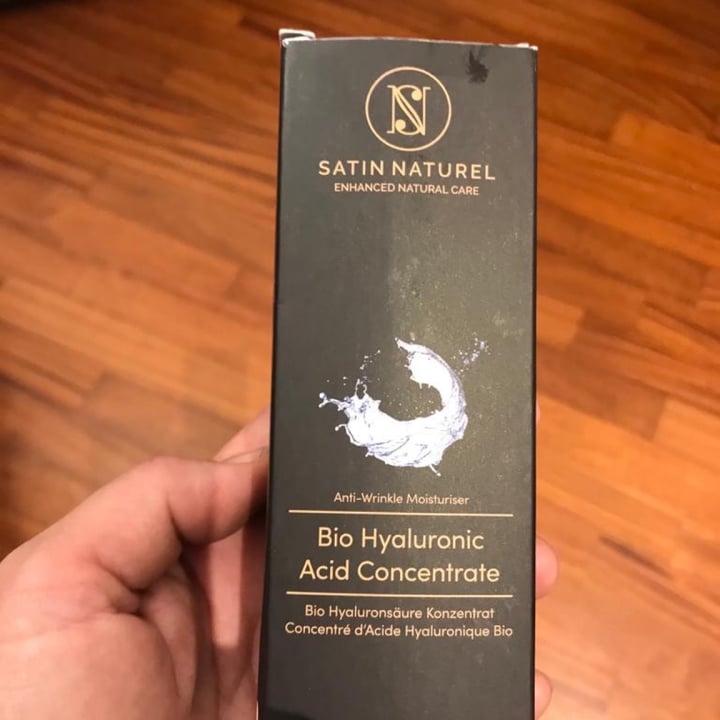 SN
SATIN NATUREL
ENHANCED NATURAL CARE
Anti-Wrinkle Moisturiser
Bio Hyaluronic
Acid Concentrate
Bio Hyaluronsäure Konzentrat
Concentré d'Acide Hyaluronique Bio